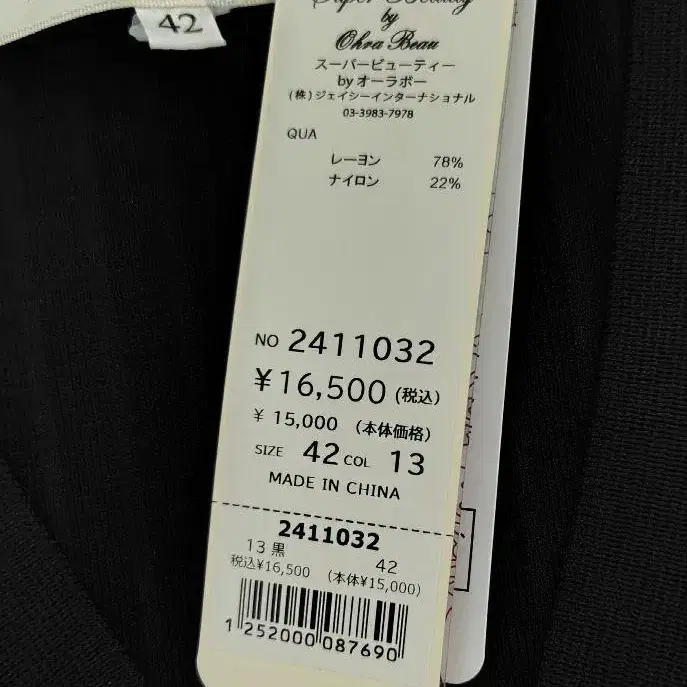 42
Super Beauty
by
Ohra Beau
スーパービューティー
by オーラボー
(株)ジェイシーインターナショナル
03-3983-7978
QUA
レーヨン 78%
ナイロン 22%
NO 2411032
¥16,500 (税込)
¥ 15,000 (本体価格)
SIZE 42 COL 13
MADE IN CHINA
2411032
13 黒 42
税込¥16,500 (本体¥15,000)
1 252000 087690